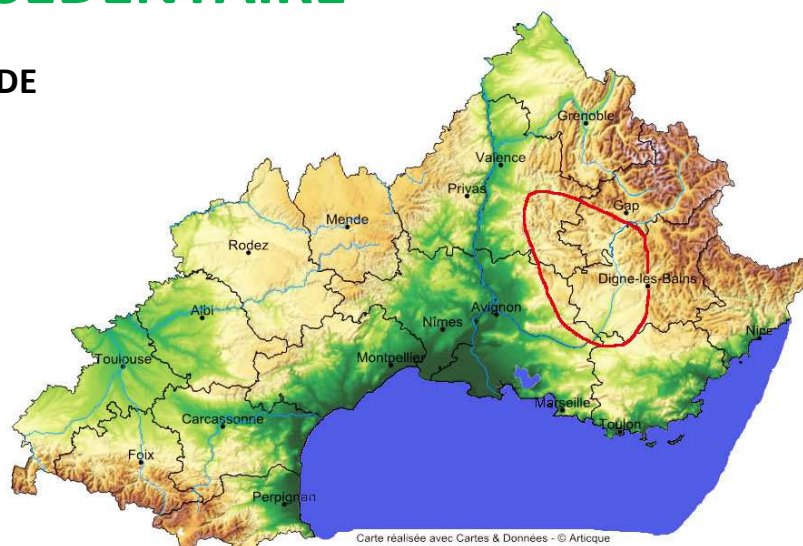 SEDENTAIRE
DE
Grenoble
Valence
Privas
Gap
Mende
Rodez
Digne-les-Bains
Albi
Avignon
Nîmes
Nice
Montpellier
Toulouse
Marseille
Carcassonne
Toulon
Foix
Perpignan
Carte réalisée avec Cartes & Données - © Articque